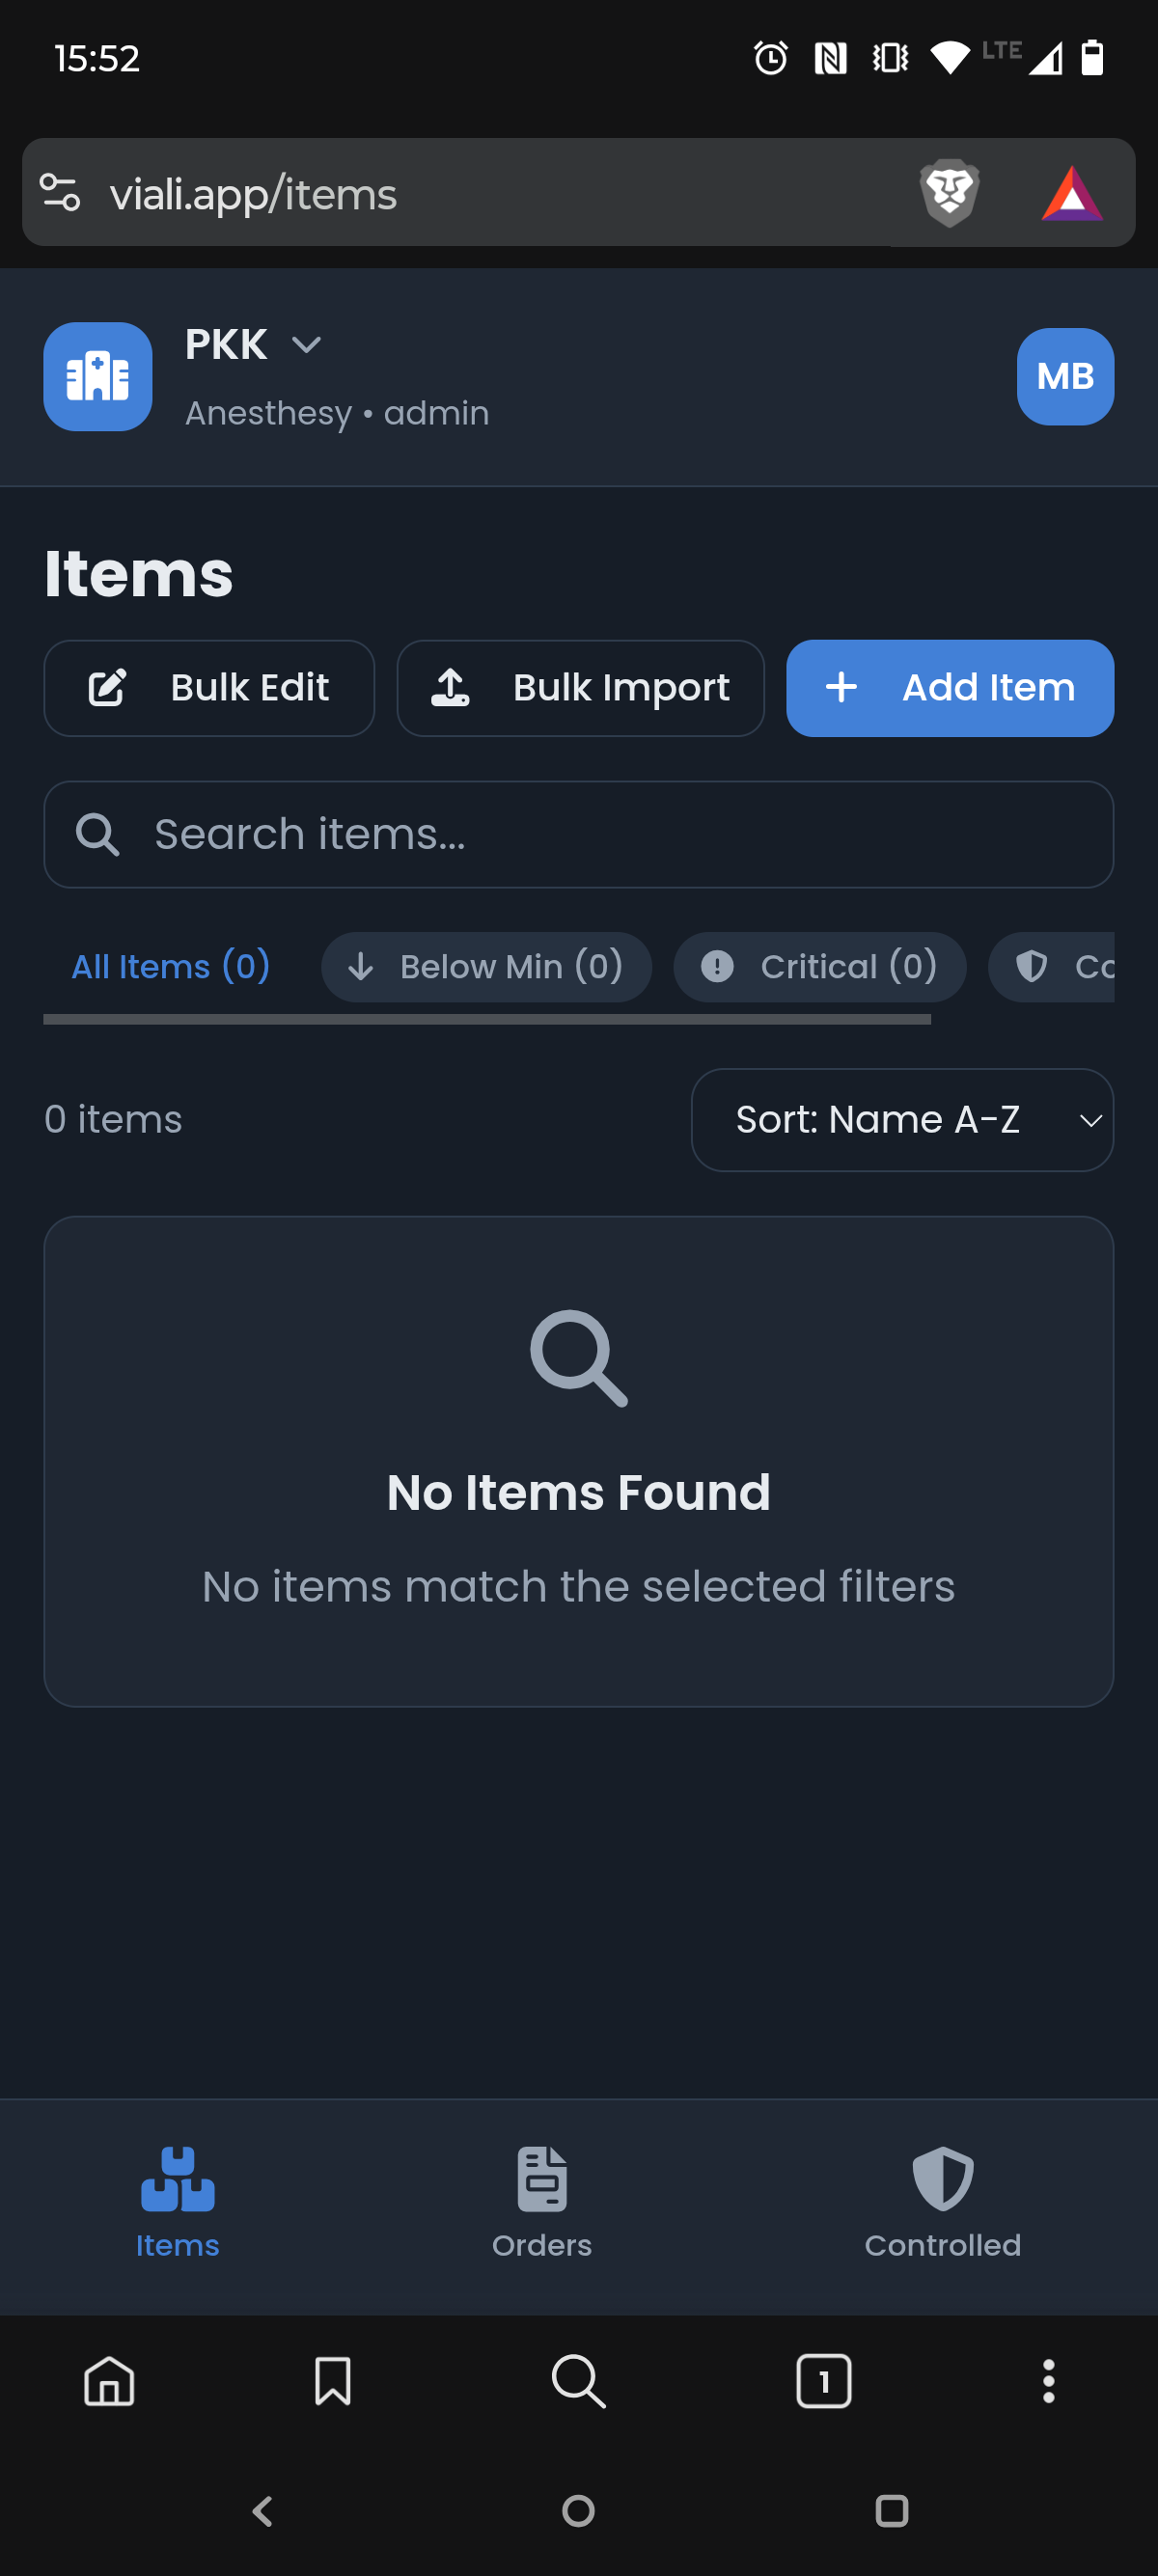 15:52
LTE
viali.app/items
PKK
Anesthesy • admin
MB
Items
Bulk Edit
Bulk Import
Add Item
Search items...
All Items (0)
Below Min (0)
Critical (0)
0 items
Sort: Name A-Z
No Items Found
No items match the selected filters
Items
Orders
Controlled
1